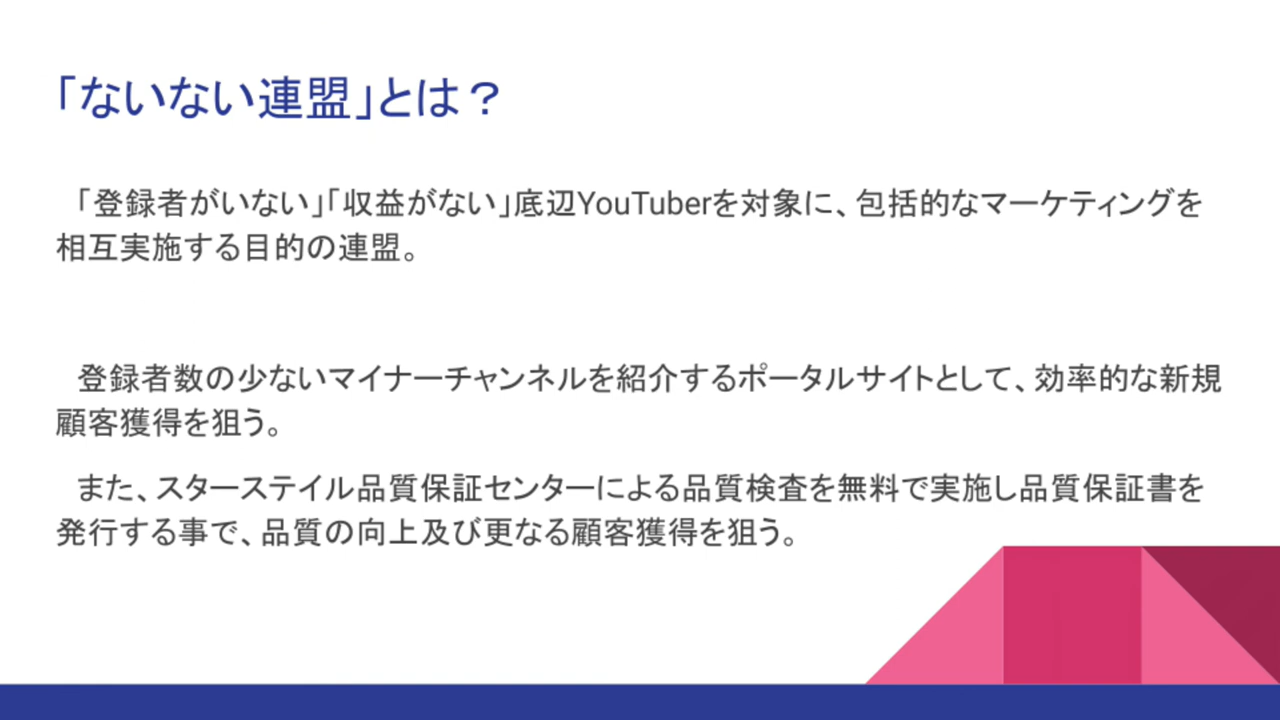 「ないない連盟」とは？
「登録者がいない」「収益がない」底辺YouTuberを対象に、包括的なマーケティングを
相互実施する目的の連盟。
登録者数の少ないマイナーチャンネルを紹介するポータルサイトとして、効率的な新規
顧客獲得を狙う。
また、スターステイル品質保証センターによる品質検査を無料で実施し品質保証書を
発行する事で、品質の向上及び更なる顧客獲得を狙う。